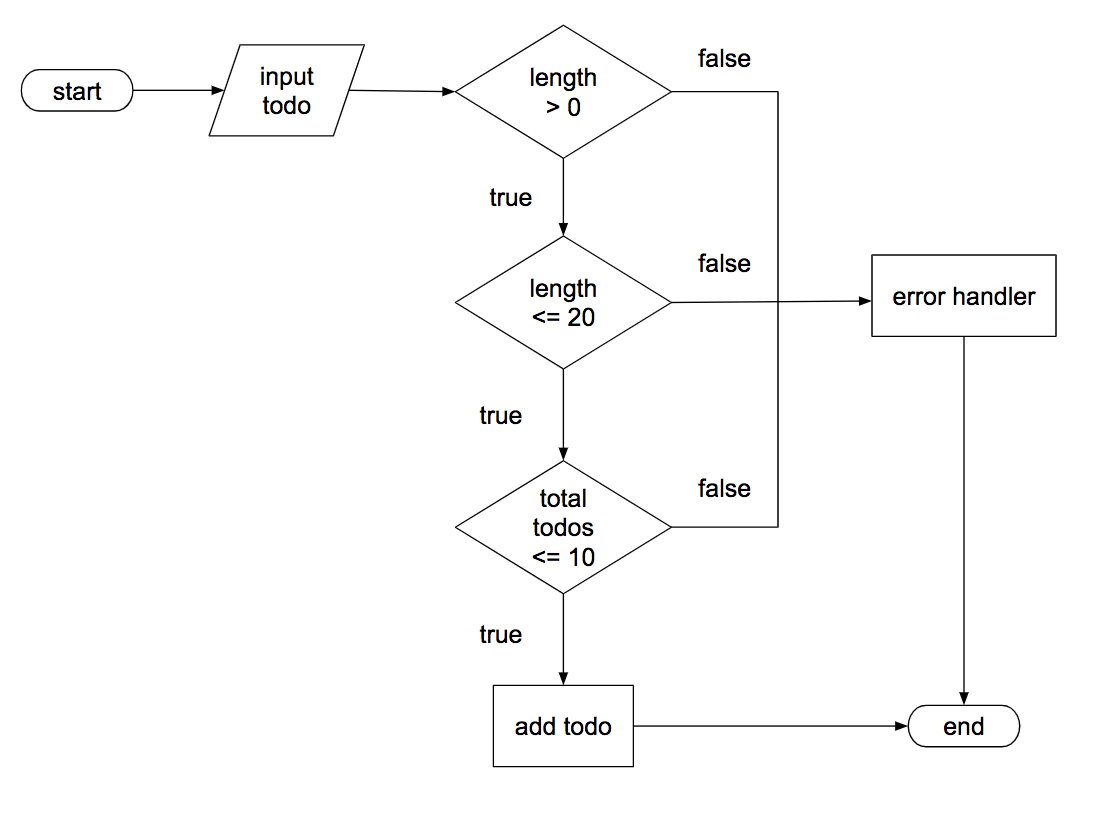 start
input
todo
length
> 0
false
true
length
<= 20
false
error handler
true
total
todos
<= 10
false
true
add todo
end